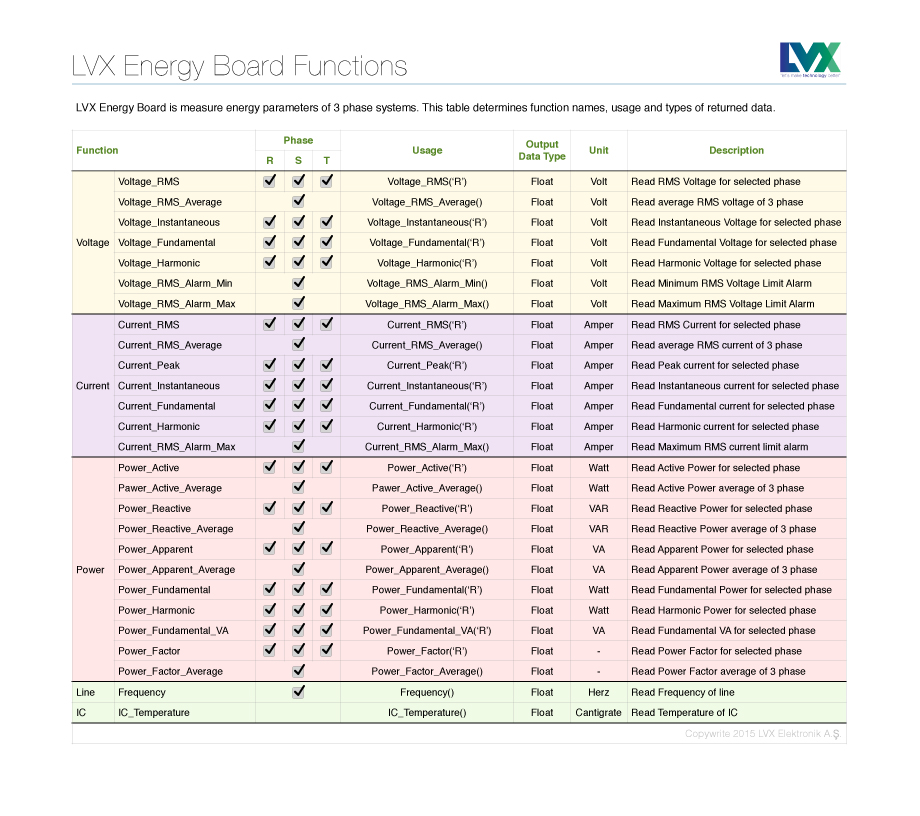 LVX Energy Board Functions
LVX
let's make technology better
LVX Energy Board is measure energy parameters of 3 phase systems. This table determines function names, usage and types of returned data.
Function Phase Usage Output Data Type Unit Description
R S T
Voltage
Voltage_RMS Voltage_RMS('R') Float Volt Read RMS Voltage for selected phase
Voltage_RMS_Average Voltage_RMS_Average() Float Volt Read average RMS voltage of 3 phase
Voltage_Instantaneous Voltage_Instantaneous('R') Float Volt Read Instantaneous Voltage for selected phase
Voltage_Fundamental Voltage_Fundamental('R') Float Volt Read Fundamental Voltage for selected phase
Voltage_Harmonic Voltage_Harmonic('R') Float Volt Read Harmonic Voltage for selected phase
Voltage_RMS_Alarm_Min Voltage_RMS_Alarm_Min() Float Volt Read Minimum RMS Voltage Limit Alarm
Voltage_RMS_Alarm_Max Voltage_RMS_Alarm_Max() Float Volt Read Maximum RMS Voltage Limit Alarm
Current
Current_RMS Current_RMS('R') Float Amper Read RMS Current for selected phase
Current_RMS_Average Current_RMS_Average() Float Amper Read average RMS current of 3 phase
Current_Peak Current_Peak('R') Float Amper Read Peak current for selected phase
Current_Instantaneous Current_Instantaneous('R') Float Amper Read Instantaneous current for selected phase
Current_Fundamental Current_Fundamental('R') Float Amper Read Fundamental current for selected phase
Current_Harmonic Current_Harmonic('R') Float Amper Read Harmonic current for selected phase
Current_RMS_Alarm_Max Current_RMS_Alarm_Max() Float Amper Read Maximum RMS current limit alarm
Power
Power_Active Power_Active('R') Float Watt Read Active Power for selected phase
Pawer_Active_Average Pawer_Active_Average() Float Watt Read Active Power average of 3 phase
Power_Reactive Power_Reactive('R') Float VAR Read Reactive Power for selected phase
Power_Reactive_Average Power_Reactive_Average() Float VAR Read Reactive Power average of 3 phase
Power_Apparent Power_Apparent('R') Float VA Read Apparent Power for selected phase
Power_Apparent_Average Power_Apparent_Average() Float VA Read Apparent Power average of 3 phase
Power_Fundamental Power_Fundamental('R') Float Watt Read Fundamental Power for selected phase
Power_Harmonic Power_Harmonic('R') Float Watt Read Harmonic Power for selected phase
Power_Fundamental_VA Power_Fundamental_VA('R') Float VA Read Fundamental VA for selected phase
Power_Factor Power_Factor('R') Float - Read Power Factor for selected phase
Power_Factor_Average Power_Factor_Average() Float - Read Power Factor average of 3 phase
Line Frequency Frequency() Float Herz Read Frequency of line
IC IC_Temperature IC_Temperature() Float Cantigrate Read Temperature of IC
Copywrite 2015 LVX Elektronik A.Ş.